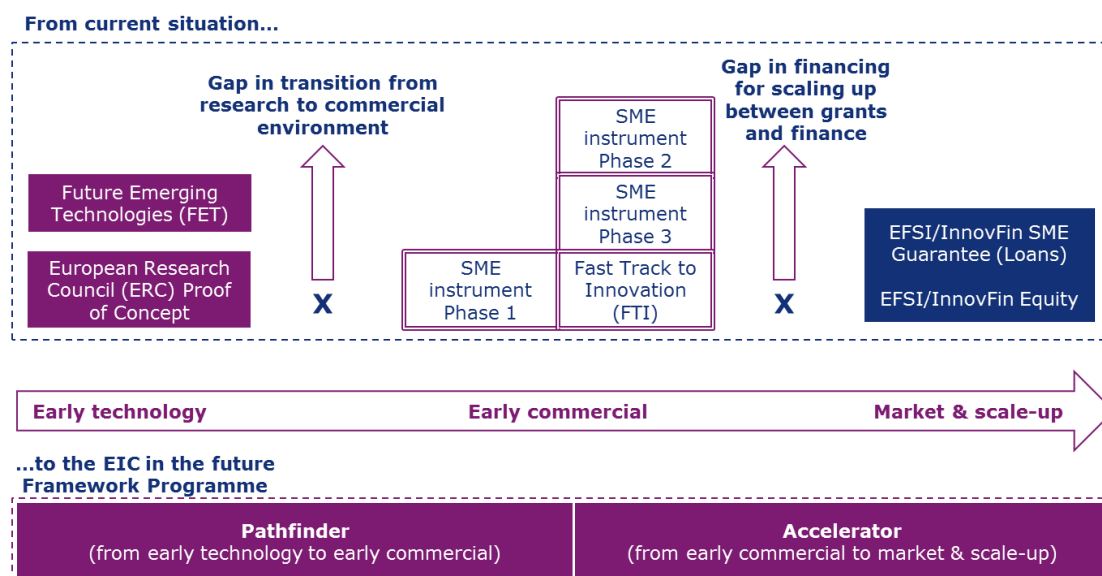 From current situation...
Gap in transition from
research to commercial
environment
Gap in financing
for scaling up
between grants
and finance
SME
instrument
Phase 2
Future Emerging
Technologies (FET)
SME
instrument
Phase 3
EFSI/InnovFin SME
Guarantee (Loans)
EFSI/InnovFin Equity
European Research
Council (ERC) Proof
of Concept
X
SME
instrument
Phase 1
Fast Track to
Innovation
(FTI)
X
Early technology
Early commercial
Market & scale-up
...to the EIC in the future
Framework Programme
Pathfinder
(from early technology to early commercial)
Accelerator
(from early commercial to market & scale-up)